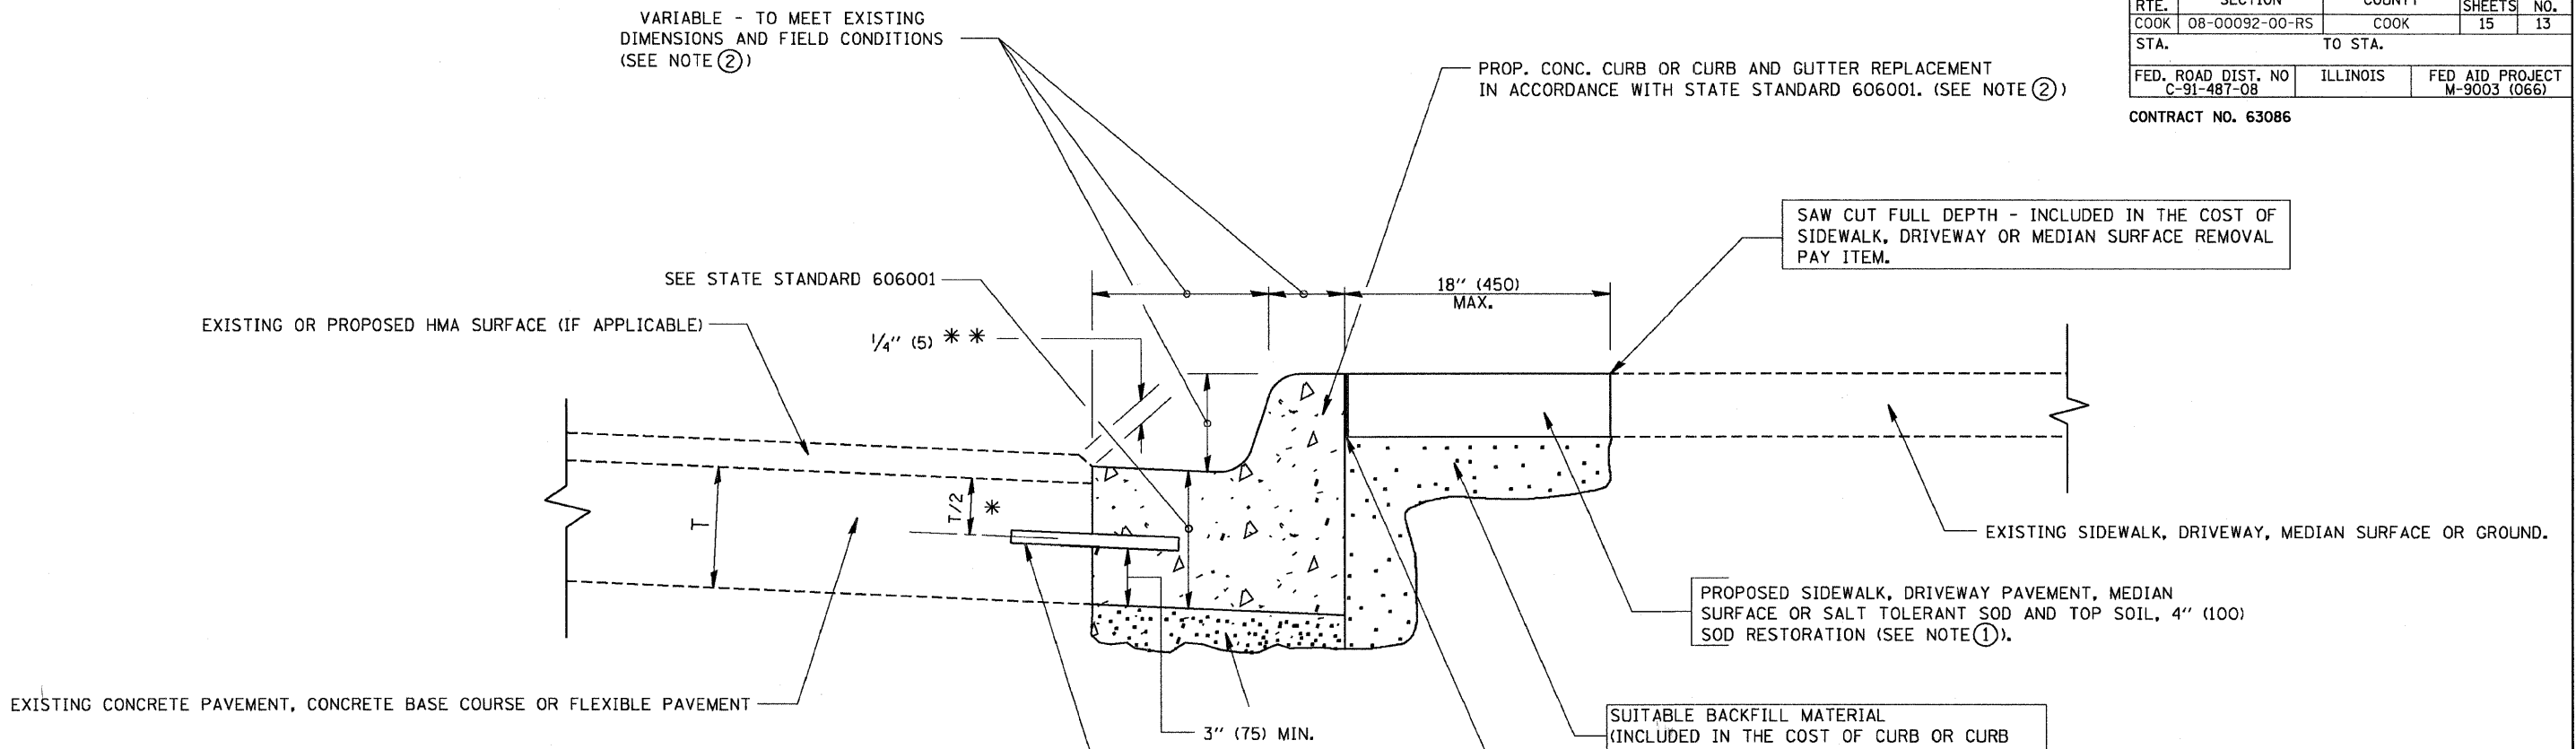 VARIABLE - TO MEET EXISTING
DIMENSIONS AND FIELD CONDITIONS
(SEE NOTE ②)
RTE. SECTION COUNTY SHEETS NO.
COOK 08-00092-00-RS COOK 15 13
STA. TO STA.
FED. ROAD DIST. NO ILLINOIS FED AID PROJECT
C-91-487-08 M-9003 (066)
CONTRACT NO. 63086
PROP. CONC. CURB OR CURB AND GUTTER REPLACEMENT
IN ACCORDANCE WITH STATE STANDARD 606001. (SEE NOTE ②)
SAW CUT FULL DEPTH - INCLUDED IN THE COST OF
SIDEWALK, DRIVEWAY OR MEDIAN SURFACE REMOVAL
PAY ITEM.
SEE STATE STANDARD 606001
18" (450)
MAX.
EXISTING OR PROPOSED HMA SURFACE (IF APPLICABLE)
1/4" (5) * *
T
T/2 *
EXISTING SIDEWALK, DRIVEWAY, MEDIAN SURFACE OR GROUND.
PROPOSED SIDEWALK, DRIVEWAY PAVEMENT, MEDIAN
SURFACE OR SALT TOLERANT SOD AND TOP SOIL, 4" (100)
SOD RESTORATION (SEE NOTE ①).
EXISTING CONCRETE PAVEMENT, CONCRETE BASE COURSE OR FLEXIBLE PAVEMENT
3" (75) MIN.
SUITABLE BACKFILL MATERIAL
(INCLUDED IN THE COST OF CURB OR CURB